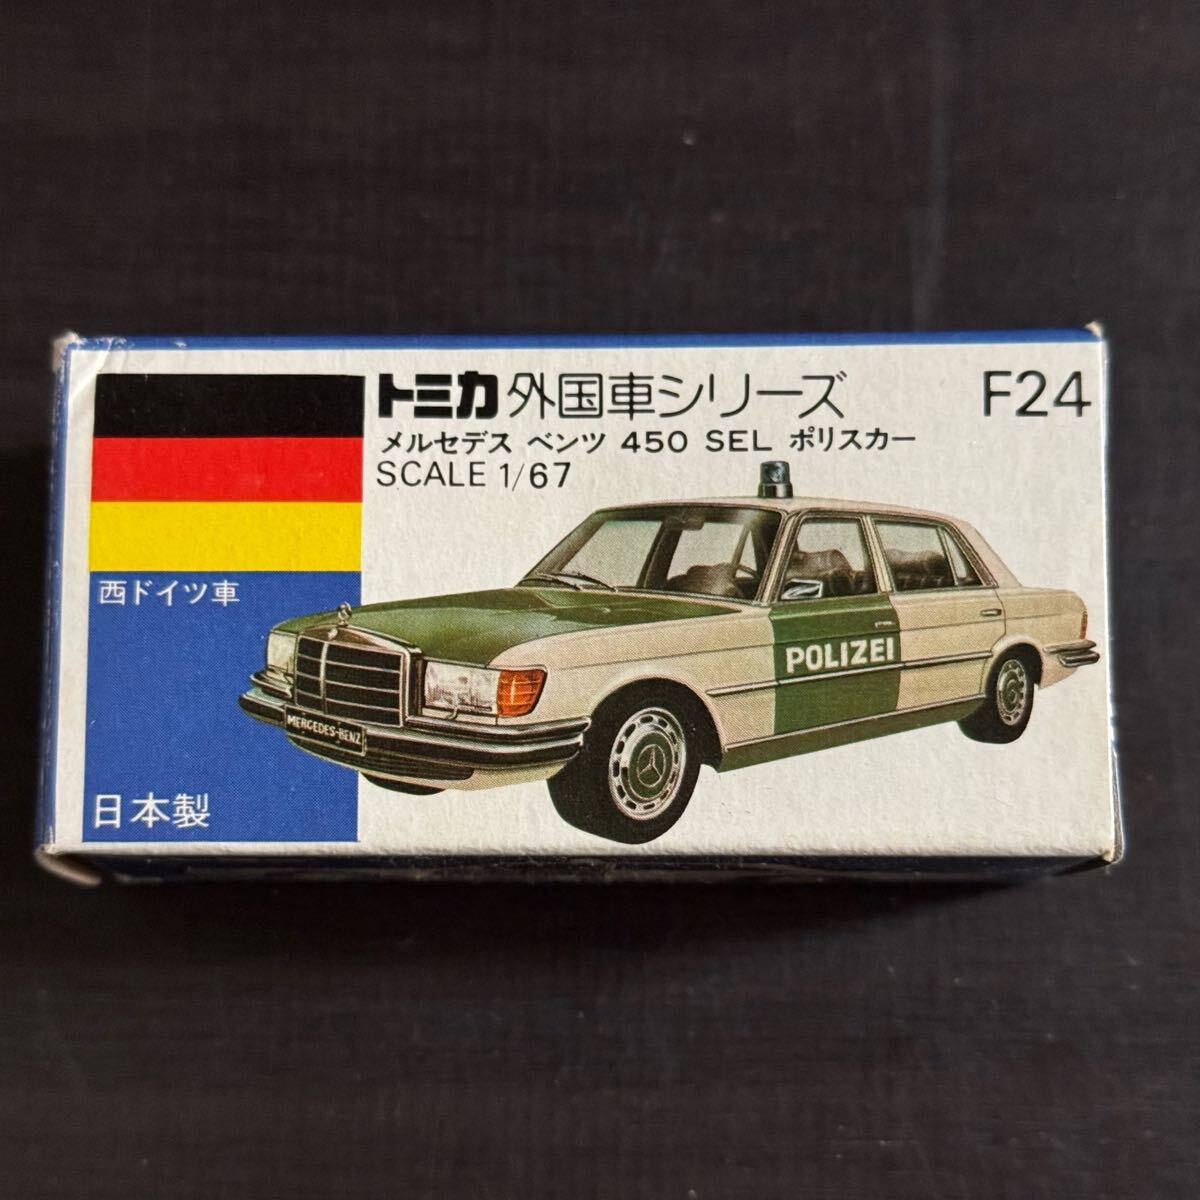 トミカ 外国車シリーズ F24
メルセデス ベンツ 450 SEL ポリスカー
SCALE 1/67
西ドイツ車
POLIZEI
MERCEDES-BENZ
日本製